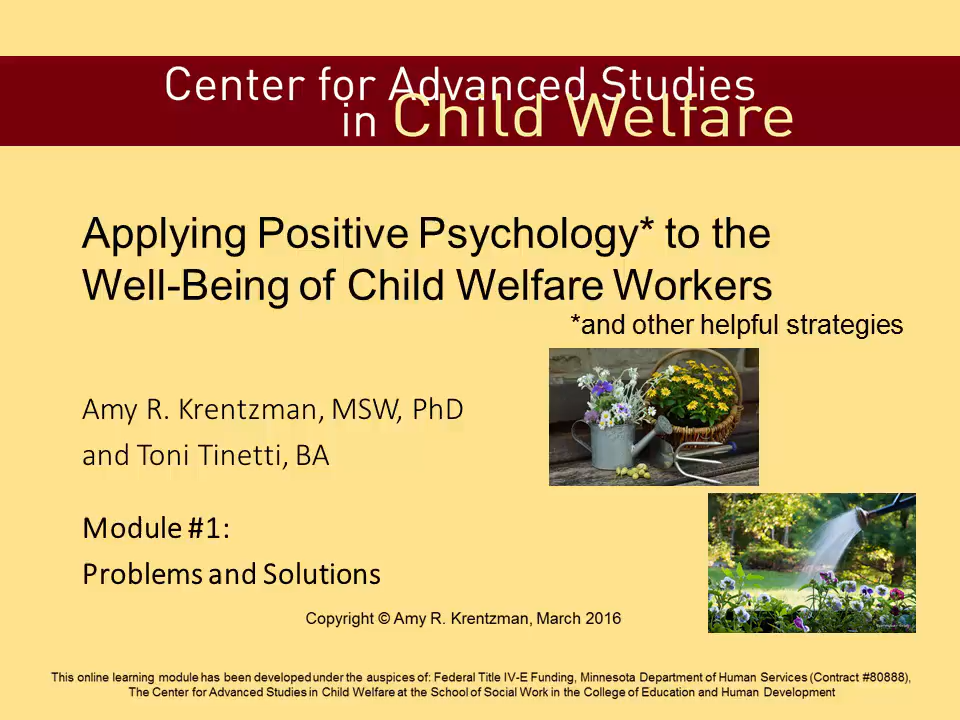 Center for Advanced Studies
in Child Welfare
Applying Positive Psychology* to the
Well-Being of Child Welfare Workers
*and other helpful strategies
Amy R. Krentzman, MSW, PhD
and Toni Tinetti, BA
Module #1:
Problems and Solutions
Copyright © Amy R. Krentzman, March 2016
This online learning module has been developed under the auspices of: Federal Title IV-E Funding, Minnesota Department of Human Services (Contract #80888),
The Center for Advanced Studies in Child Welfare at the School of Social Work in the College of Education and Human Development